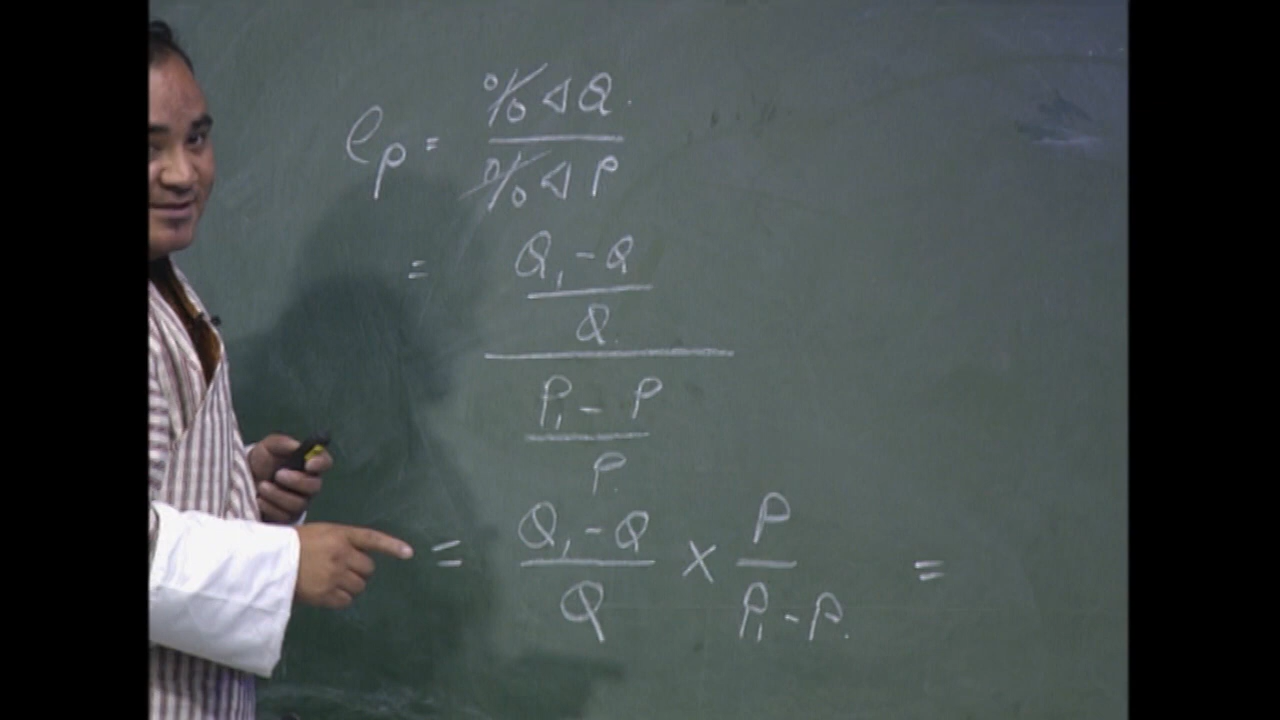 eₚ = %ΔQ / %ΔP
= ((Q₁ - Q) / Q) / ((P₁ - P) / P)
= (Q₁ - Q) / Q × P / (P₁ - P) =